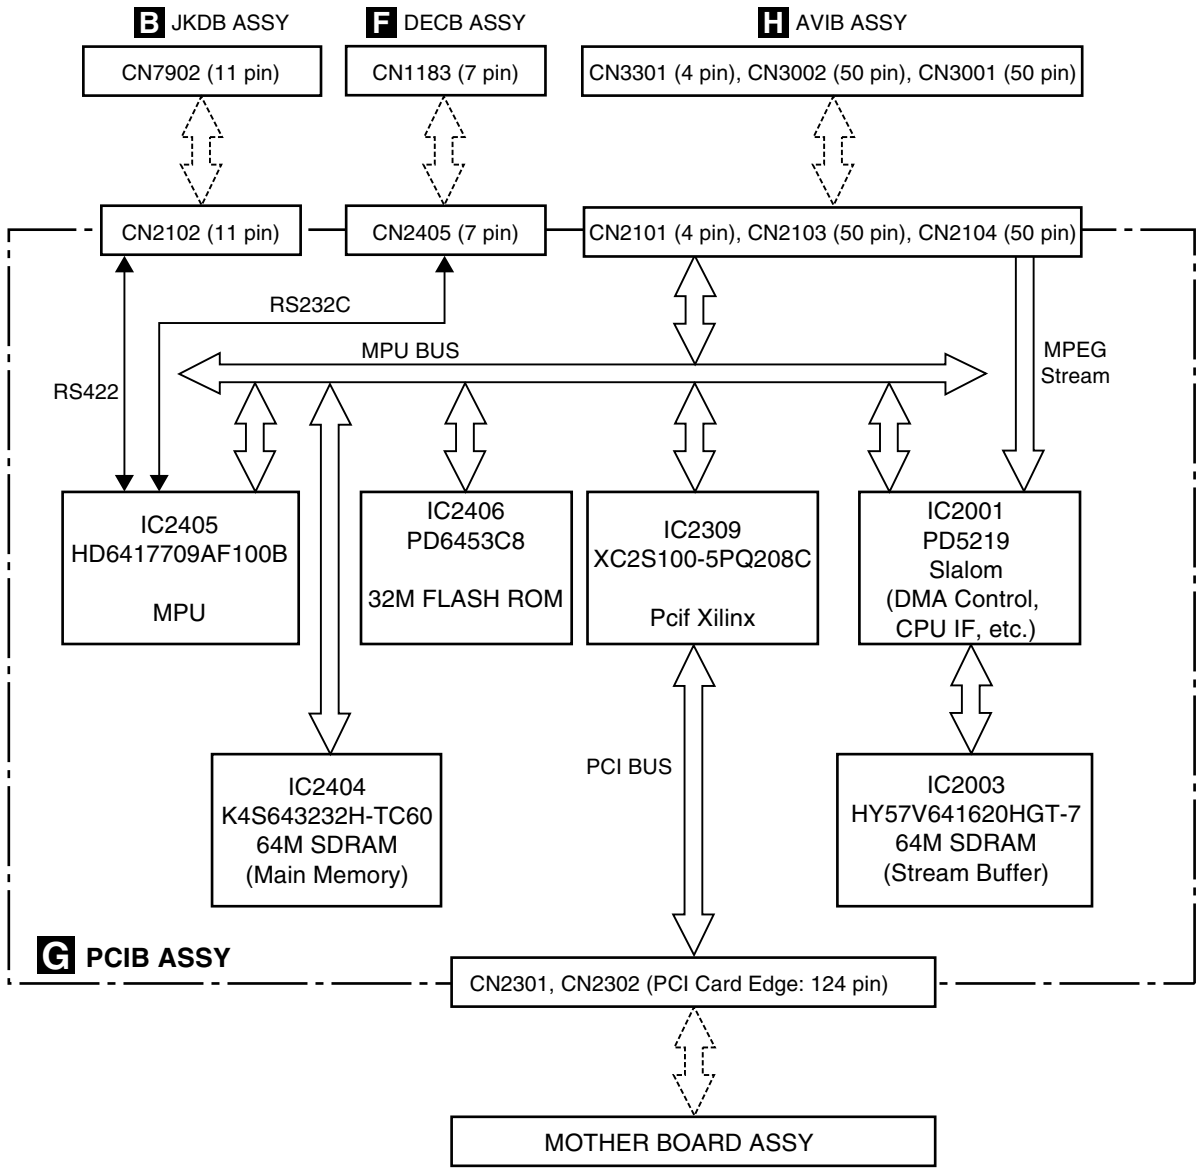 B JKDB ASSY
F DECB ASSY
H AVIB ASSY
CN7902 (11 pin)
CN1183 (7 pin)
CN3301 (4 pin), CN3002 (50 pin), CN3001 (50 pin)
CN2102 (11 pin)
CN2405 (7 pin)
CN2101 (4 pin), CN2103 (50 pin), CN2104 (50 pin)
RS232C
MPU BUS
MPEG
Stream
RS422
IC2405
HD6417709AF100B
MPU
IC2406
PD6453C8
32M FLASH ROM
IC2309
XC2S100-5PQ208C
Pcif Xilinx
IC2001
PD5219
Slalom
(DMA Control,
CPU IF, etc.)
PCI BUS
IC2404
K4S643232H-TC60
64M SDRAM
(Main Memory)
IC2003
HY57V641620HGT-7
64M SDRAM
(Stream Buffer)
G PCIB ASSY
CN2301, CN2302 (PCI Card Edge: 124 pin)
MOTHER BOARD ASSY